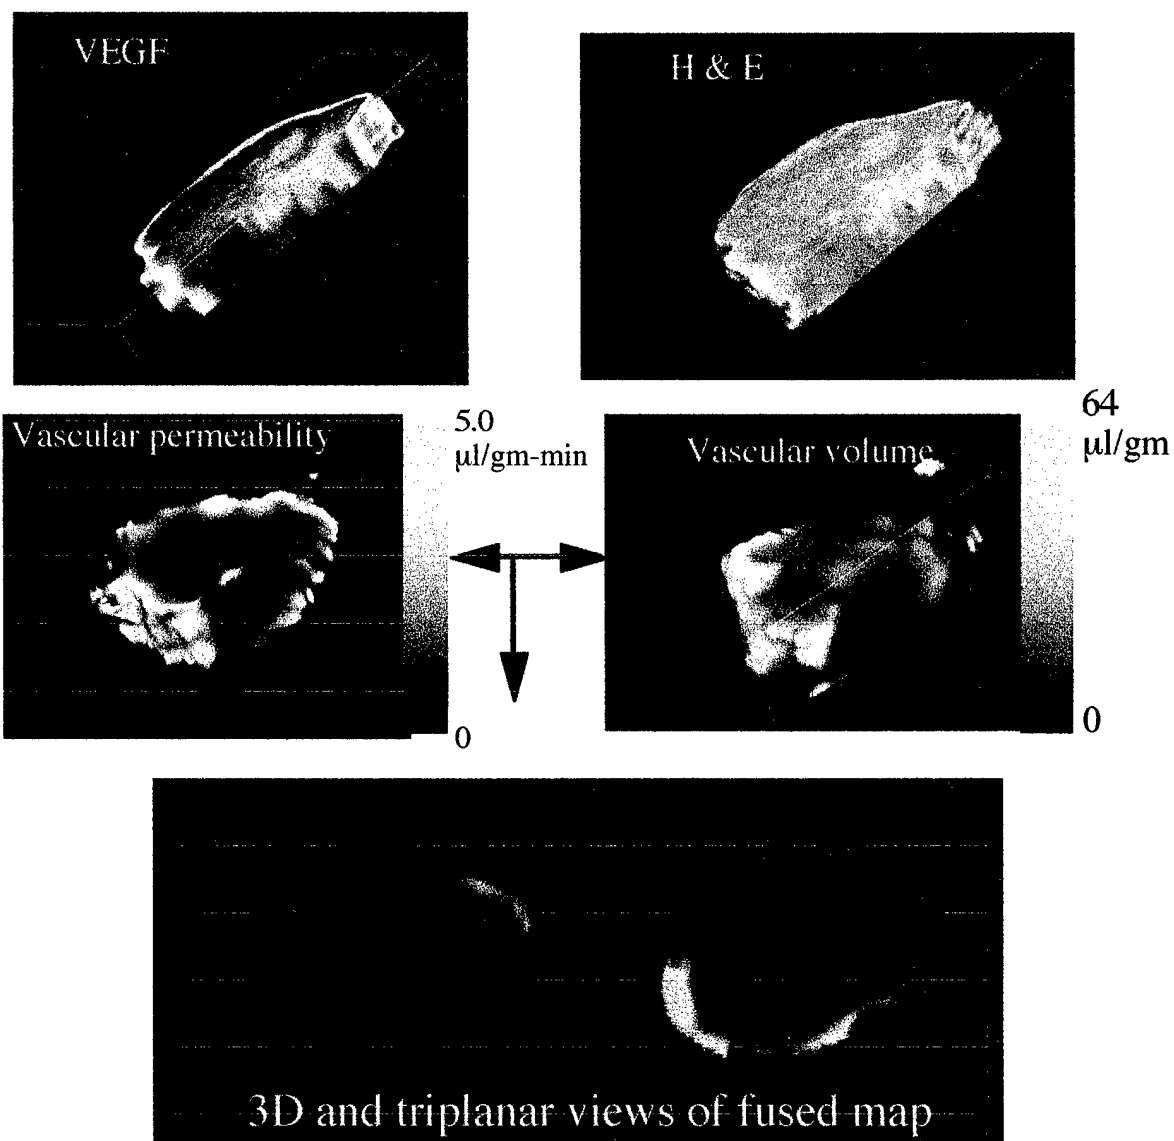 VEGF
H & E
Vascular permeability
5.0
μl/gm-min
0
Vascular volume
64
μl/gm
0
3D and triplanar views of fused map